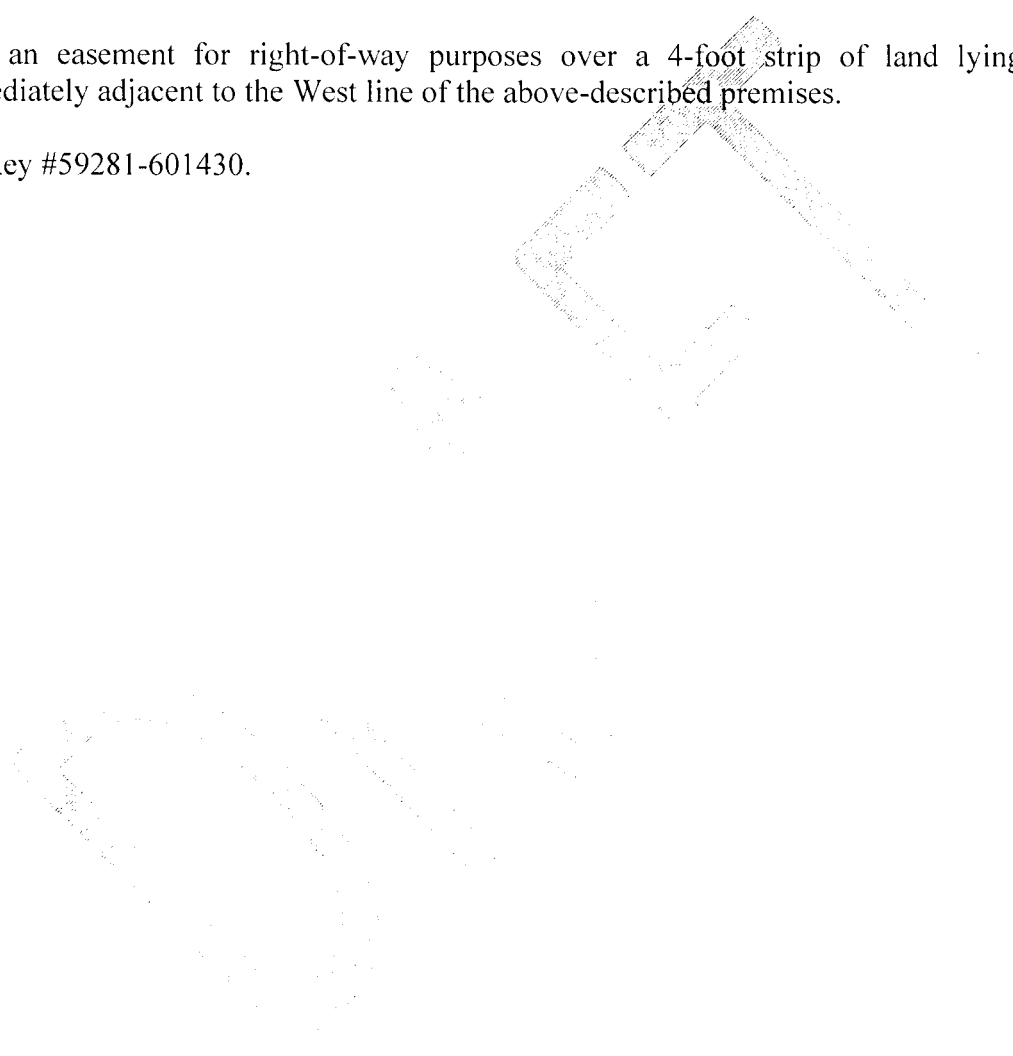 an easement for right-of-way purposes over a 4-foot strip of land lying
ediately adjacent to the West line of the above-described premises.
ey #59281-601430.